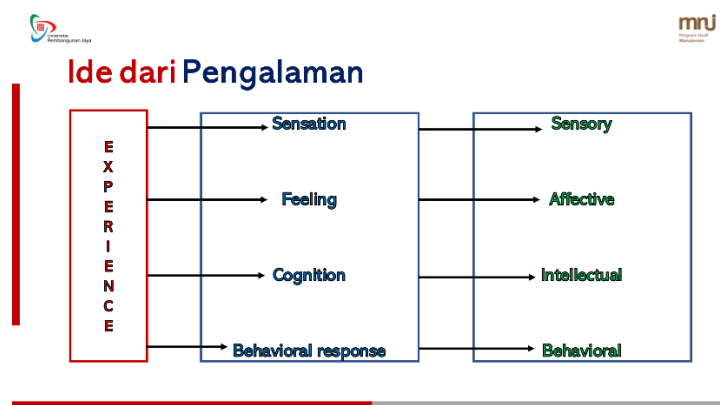 Universitas
Pembangunan Jaya
mnj
Program Studi
Manajemen
Ide dari Pengalaman
E
X
P
E
R
I
E
N
C
E
Sensation
Sensory
Feeling
Affective
Cognition
Intellectual
Behavioral response
Behavioral